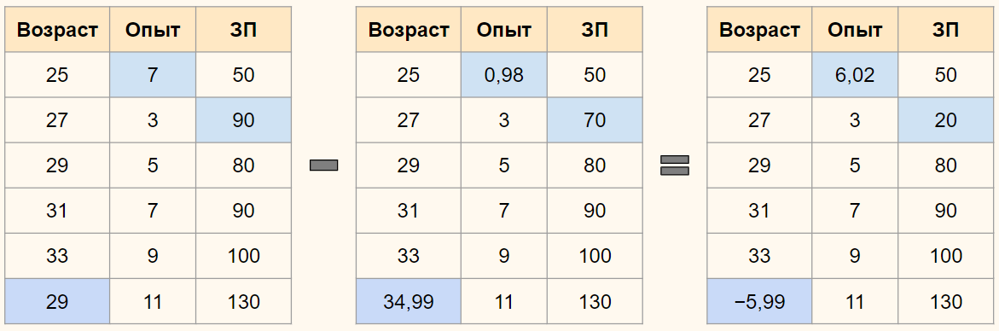 Возраст Опыт ЗП Возраст Опыт ЗП Возраст Опыт ЗП
25 7 50 25 0,98 50 25 6,02 50
27 3 90 27 3 70 27 3 20
29 5 80 29 5 80 29 5 80
31 7 90 31 7 90 31 7 90
33 9 100 33 9 100 33 9 100
29 11 130 34,99 11 130 −5,99 11 130